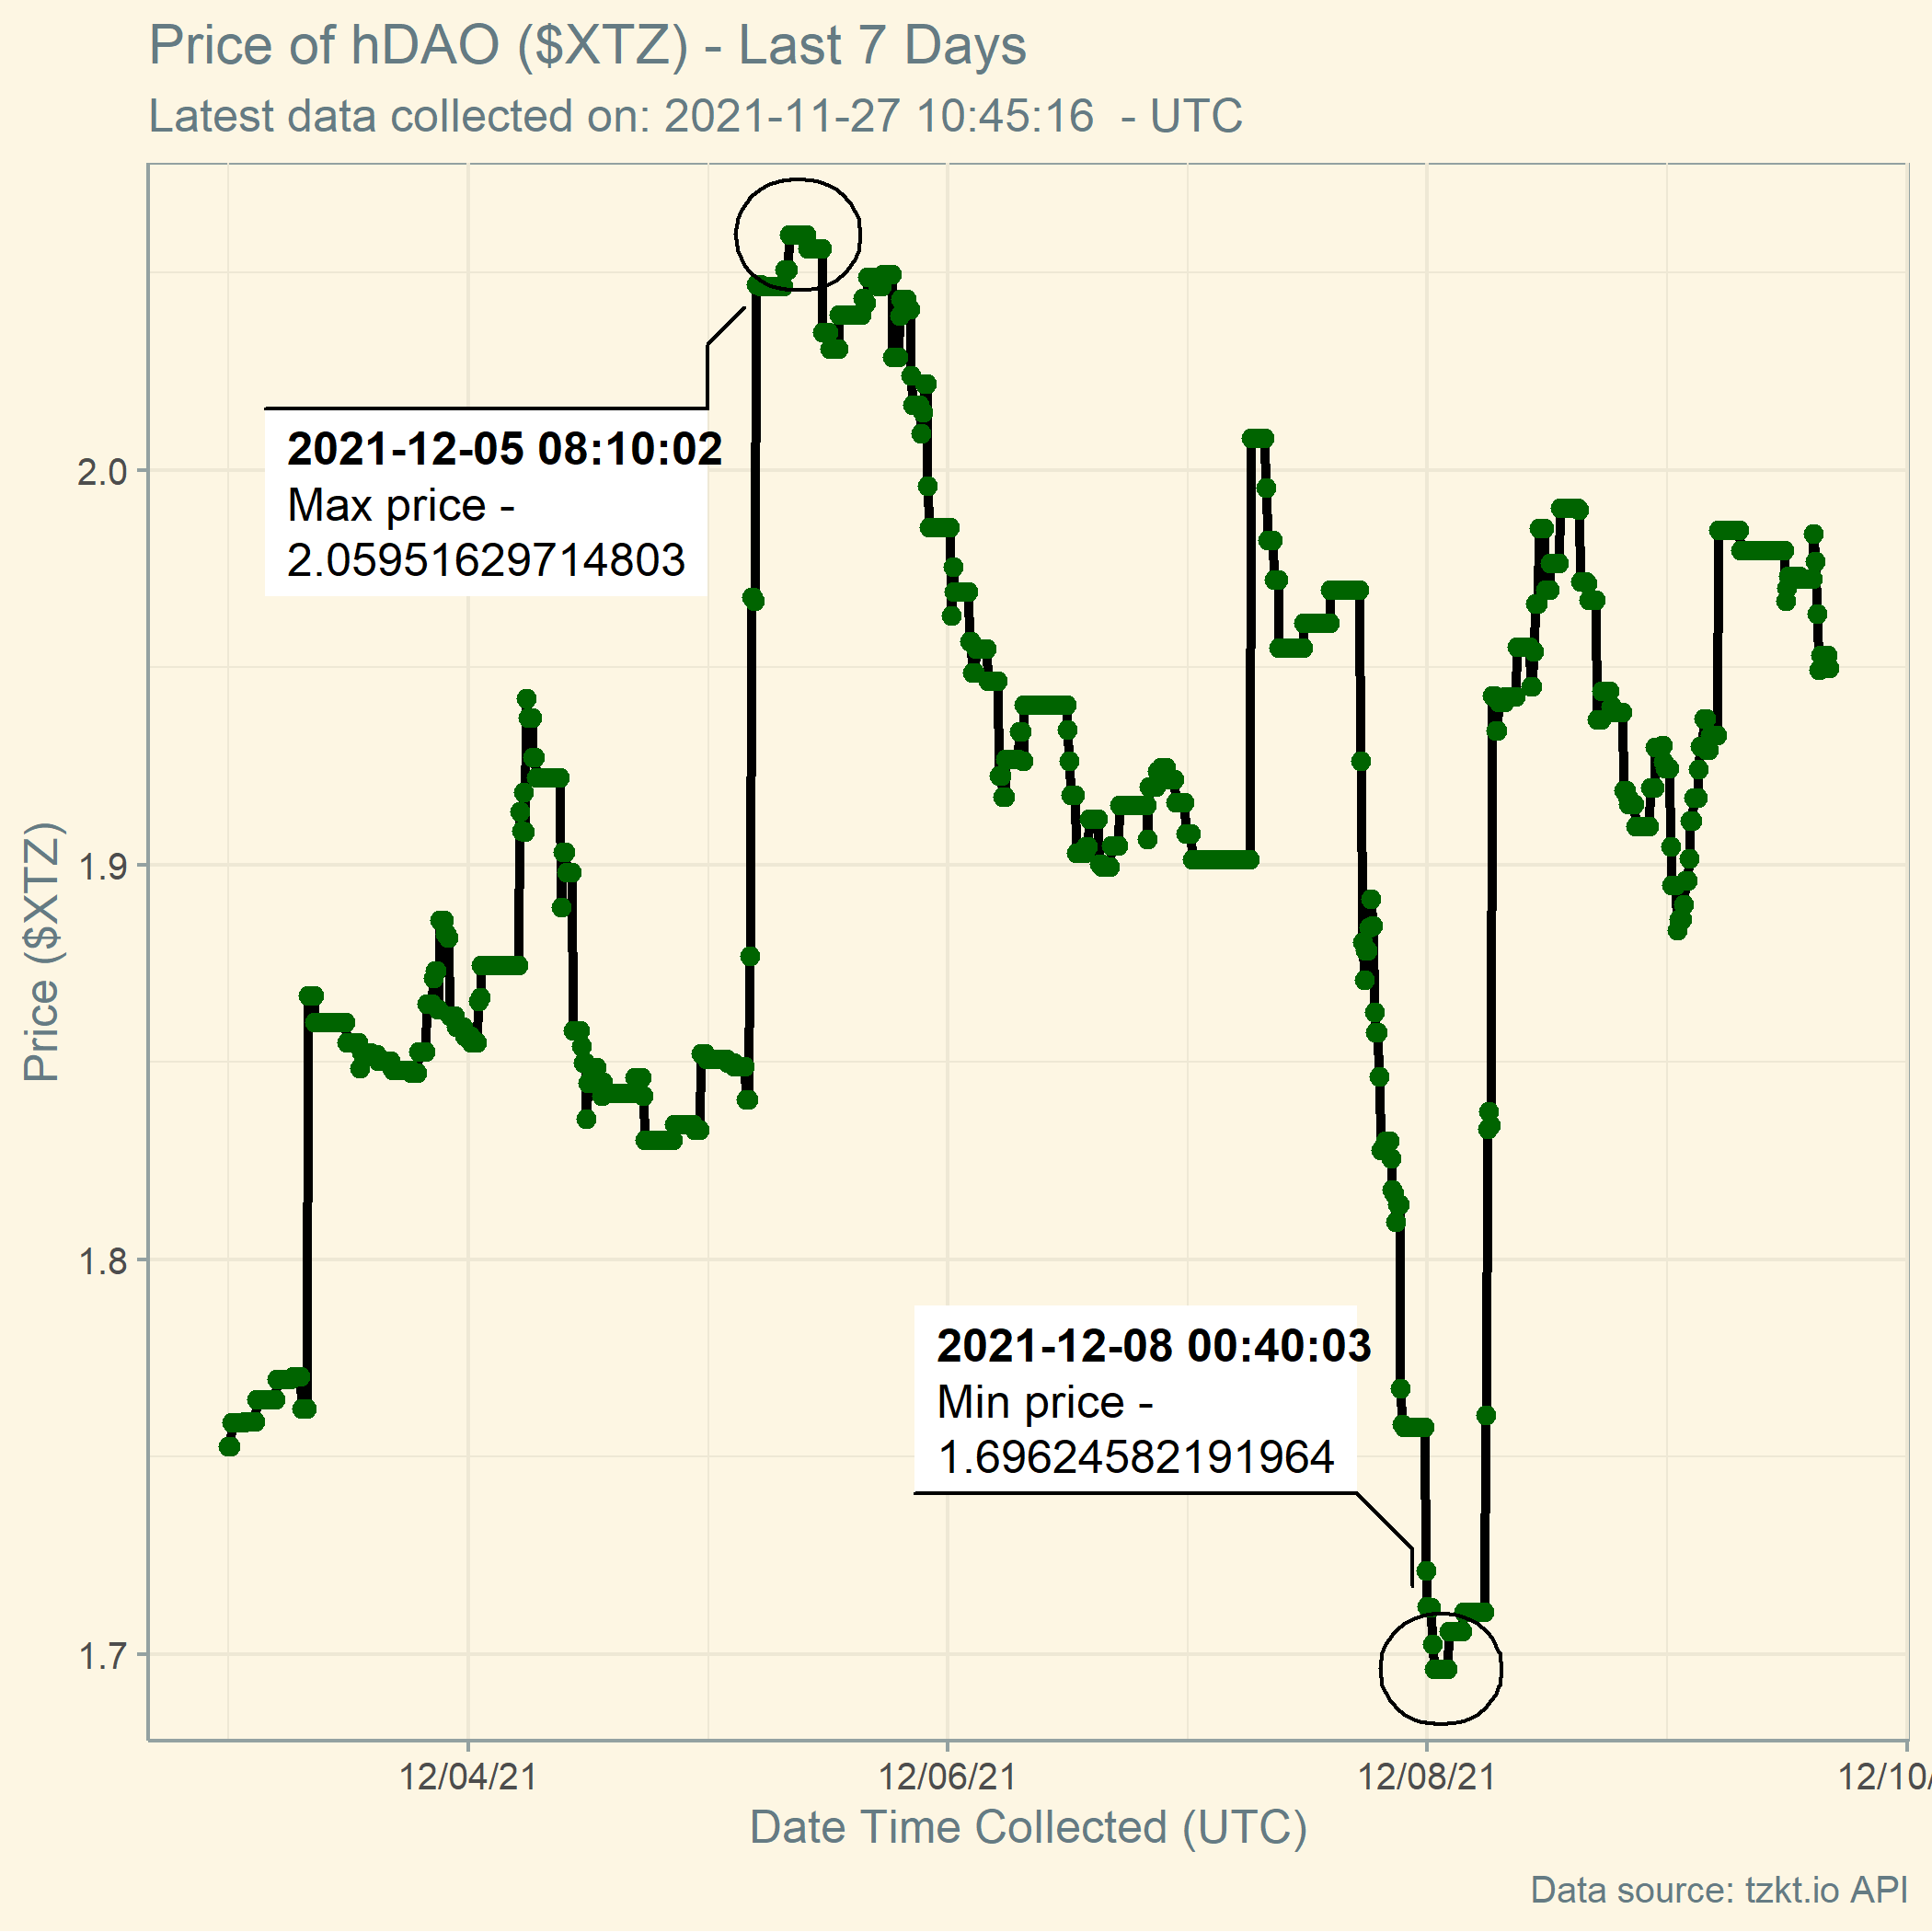 Price of hDAO ($XTZ) - Last 7 Days
Latest data collected on: 2021-11-27 10:45:16  - UTC
2021-12-05 08:10:02
Max price -
2.05951629714803
2.0
1.9
1.8
1.7
Price ($XTZ)
2021-12-08 00:40:03
Min price -
1.69624582191964
12/04/21
12/06/21
12/08/21
12/10/
Date Time Collected (UTC)
Data source: tzkt.io API